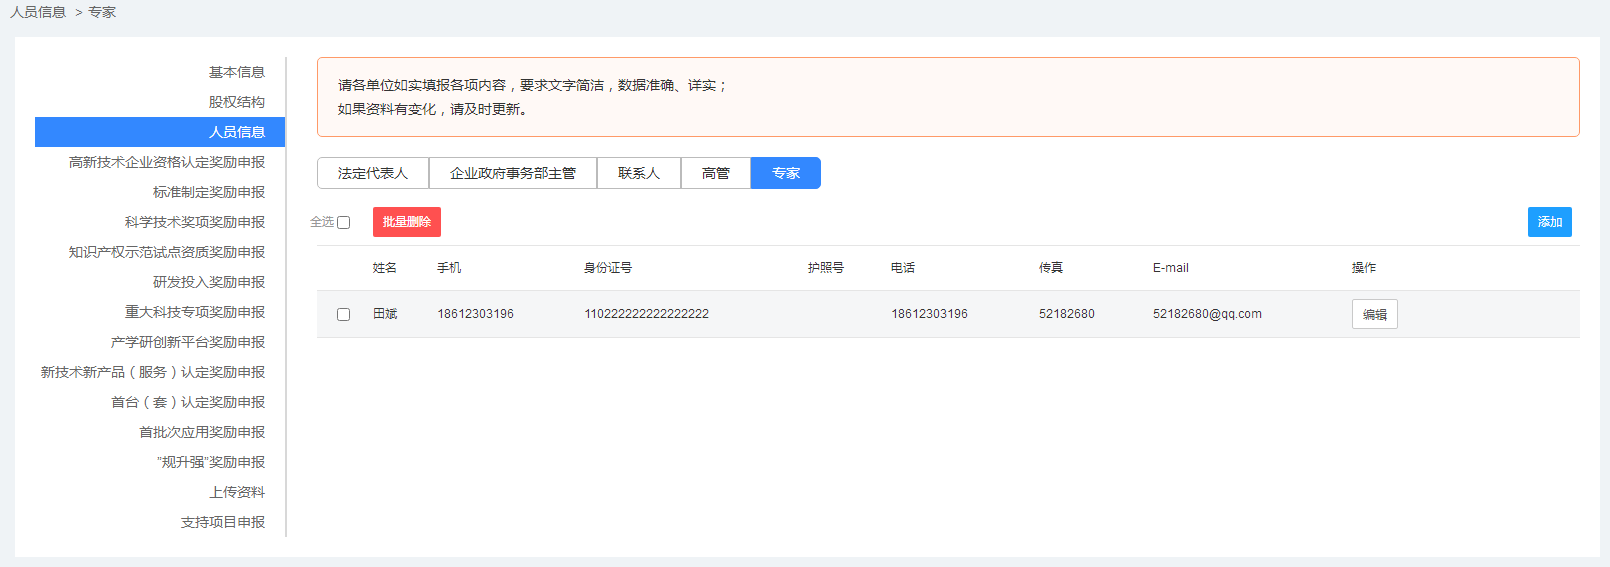 人员信息 > 专家
基本信息
股权结构
人员信息
高新技术企业资格认定奖励申报
标准制定奖励申报
科学技术奖项奖励申报
知识产权示范试点资质奖励申报
研发投入奖励申报
重大科技专项奖励申报
产学研创新平台奖励申报
新技术新产品（服务）认定奖励申报
首台（套）认定奖励申报
首批次应用奖励申报
"规升强"奖励申报
上传资料
支持项目申报
请各单位如实填报各项内容，要求文字简洁，数据准确、详实；
如果资料有变化，请及时更新。
法定代表人 企业政府事务部主管 联系人 高管 专家
全选 批量删除 添加
姓名 手机 身份证号 护照号 电话 传真 E-mail 操作
田斌 18612303196 110222222222222222 18612303196 52182680 52182680@qq.com 编辑